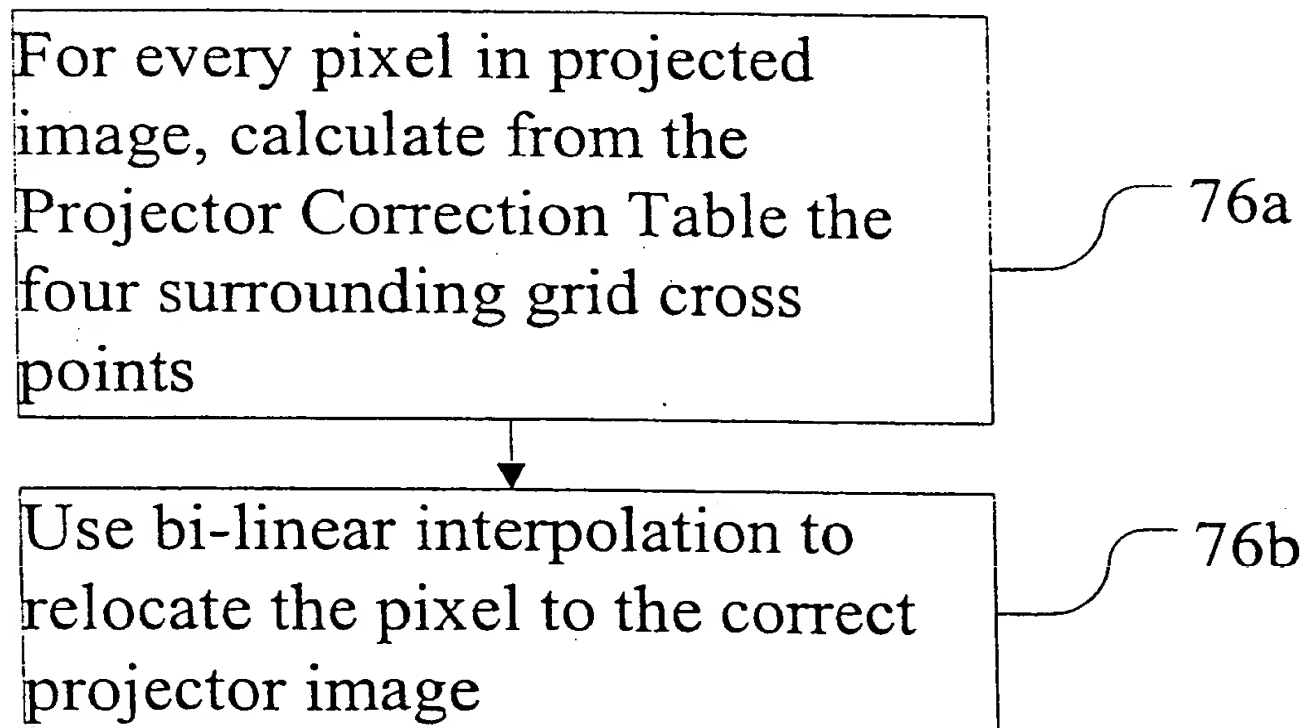 For every pixel in projected
image, calculate from the
Projector Correction Table the
four surrounding grid cross
points
76a
Use bi-linear interpolation to
relocate the pixel to the correct
projector image
76b